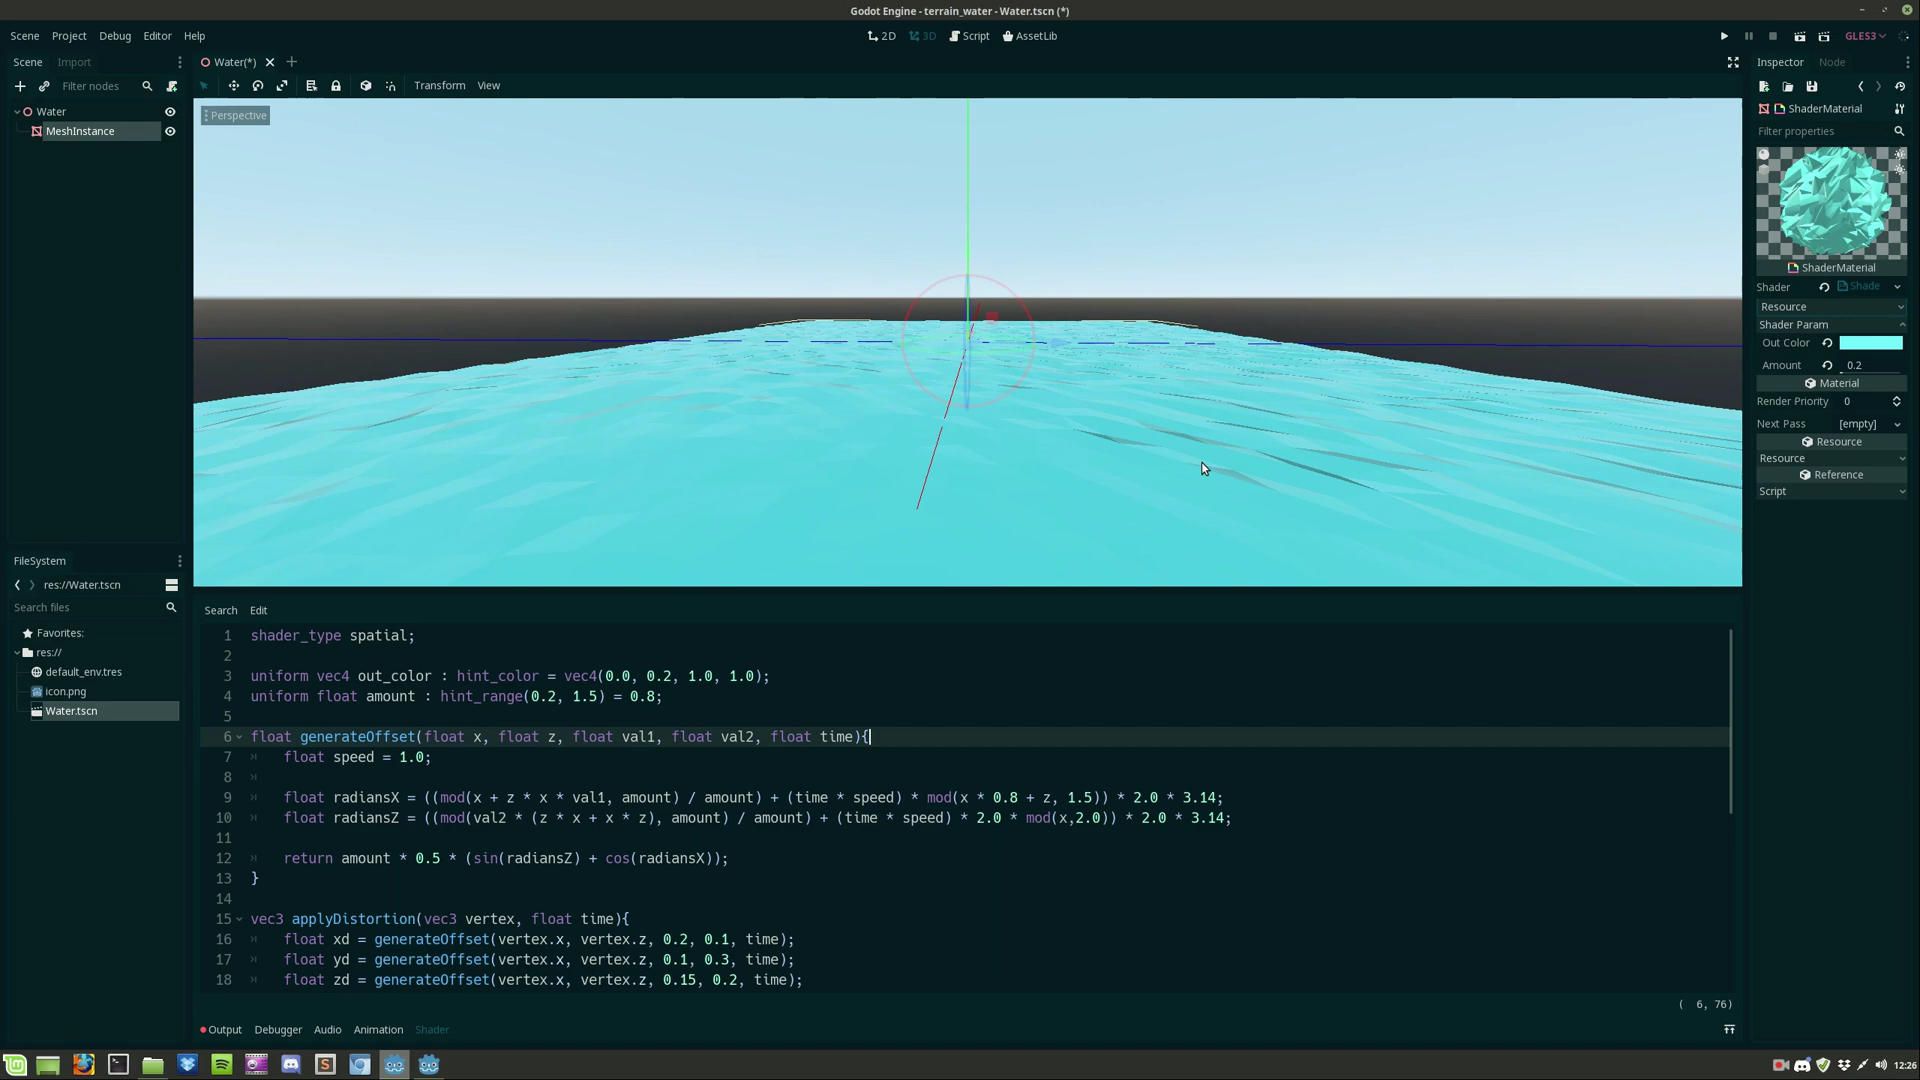 Godot Engine - terrain_water - Water.tscn (*)
Scene Project Debug Editor Help
2D 3D Script AssetLib
GLES3
Scene Import
Water(*)
Inspector Node
Filter nodes
Transform View
Water
MeshInstance
Perspective
ShaderMaterial
Filter properties
ShaderMaterial
Shader Shade
Resource
Shader Param
Out Color
Amount 0.2
Material
Render Priority 0
Next Pass [empty]
Resource
Resource
Reference
Script
FileSystem
res://Water.tscn
Search files
Favorites:
res://
default_env.tres
icon.png
Water.tscn
Search Edit
1 shader_type spatial;
2
3 uniform vec4 out_color : hint_color = vec4(0.0, 0.2, 1.0, 1.0);
4 uniform float amount : hint_range(0.2, 1.5) = 0.8;
5
6 float generateOffset(float x, float z, float val1, float val2, float time){
7 float speed = 1.0;
8
9 float radiansX = ((mod(x + z * x * val1, amount) / amount) + (time * speed) * mod(x * 0.8 + z, 1.5)) * 2.0 * 3.14;
10 float radiansZ = ((mod(val2 * (z * x + x * z), amount) / amount) + (time * speed) * 2.0 * mod(x,2.0)) * 2.0 * 3.14;
11
12 return amount * 0.5 * (sin(radiansZ) + cos(radiansX));
13 }
14
15 vec3 applyDistortion(vec3 vertex, float time){
16 float xd = generateOffset(vertex.x, vertex.z, 0.2, 0.1, time);
17 float yd = generateOffset(vertex.x, vertex.z, 0.1, 0.3, time);
18 float zd = generateOffset(vertex.x, vertex.z, 0.15, 0.2, time);
( 6, 76)
Output Debugger Audio Animation Shader
12:26